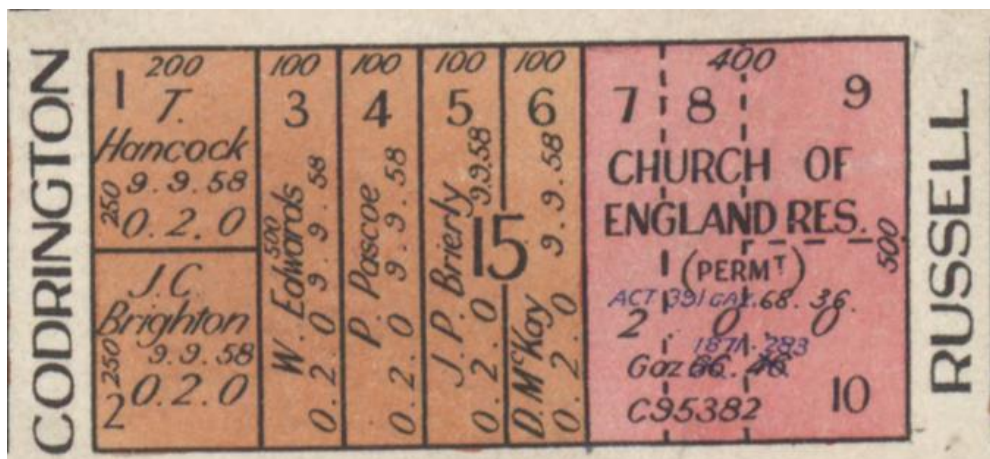 CODRINGTON
1 200
T.
Hancock
9.9.58
250
0.2.0
J.C.
Brighton
9.9.58
250
0.2.0
2
100
3
W. Edwards
500
9.9.58
0.2.0
100
4
P. Pascoe
9.9.58
0.2.0
100
5
J.P. Brierly
9.9.58
0.2.0
100
6
D. McKay
9.9.58
0.2.0
15
400
7 8 9
CHURCH OF
ENGLAND RES.
500
(PERMT)
ACT 391 GAZ. 68. 36.
2 0 0
1871. 283
Gaz 66. 46.
C95382
10
RUSSELL